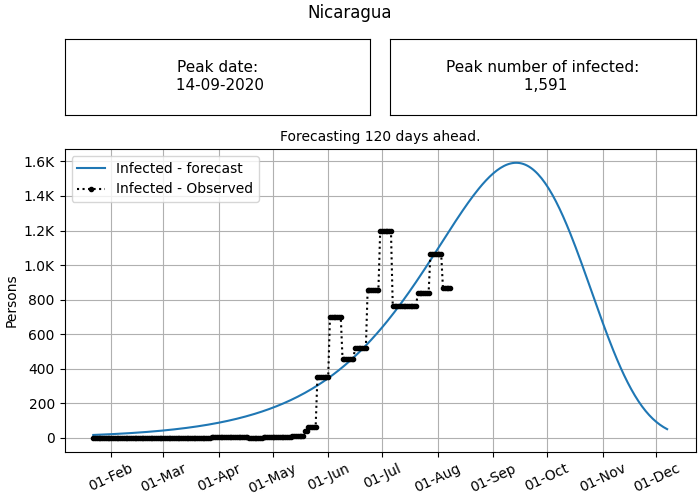 Nicaragua
Peak date:
14-09-2020
Peak number of infected:
1,591
Forecasting 120 days ahead.
Infected - forecast
Infected - Observed
Persons
1.6K
1.4K
1.2K
1.0K
800
600
400
200
0
01-Feb
01-Mar
01-Apr
01-May
01-Jun
01-Jul
01-Aug
01-Sep
01-Oct
01-Nov
01-Dec